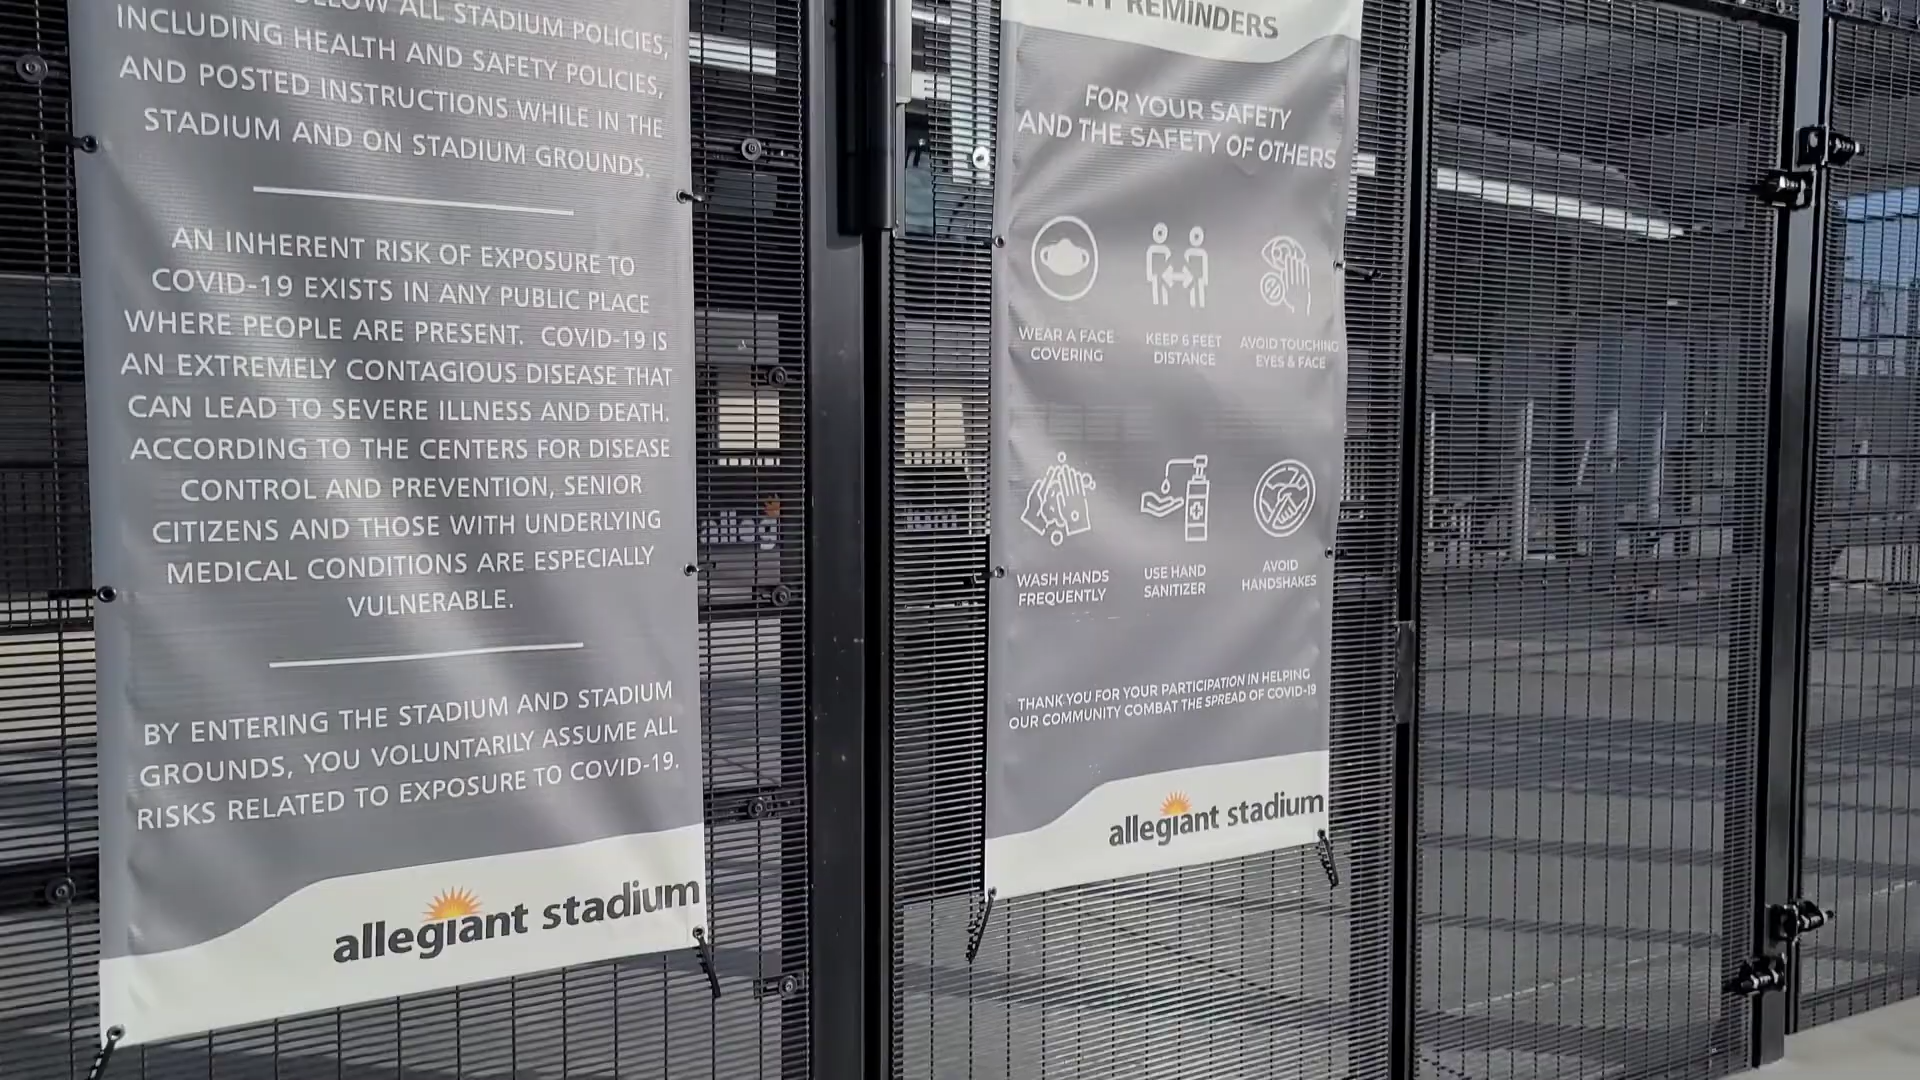 ALL STADIUM POLICIES,
INCLUDING HEALTH AND SAFETY POLICIES,
AND POSTED INSTRUCTIONS WHILE IN THE
STADIUM AND ON STADIUM GROUNDS.
AN INHERENT RISK OF EXPOSURE TO
COVID-19 EXISTS IN ANY PUBLIC PLACE
WHERE PEOPLE ARE PRESENT. COVID-19 IS
AN EXTREMELY CONTAGIOUS DISEASE THAT
CAN LEAD TO SEVERE ILLNESS AND DEATH.
ACCORDING TO THE CENTERS FOR DISEASE
CONTROL AND PREVENTION, SENIOR
CITIZENS AND THOSE WITH UNDERLYING
MEDICAL CONDITIONS ARE ESPECIALLY
VULNERABLE.
BY ENTERING THE STADIUM AND STADIUM
GROUNDS, YOU VOLUNTARILY ASSUME ALL
RISKS RELATED TO EXPOSURE TO COVID-19.
allegiant stadium
REMINDERS
FOR YOUR SAFETY
AND THE SAFETY OF OTHERS
WEAR A FACE
COVERING
KEEP 6 FEET
DISTANCE
AVOID TOUCHING
EYES & FACE
WASH HANDS
FREQUENTLY
USE HAND
SANITIZER
AVOID
HANDSHAKES
THANK YOU FOR YOUR PARTICIPATION IN HELPING
OUR COMMUNITY COMBAT THE SPREAD OF COVID-19
allegiant stadium